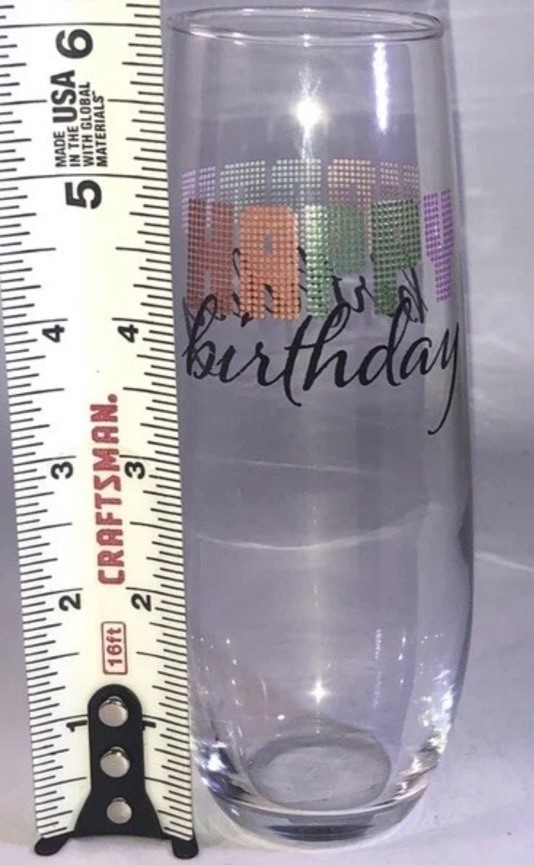 6
MADE
IN THE USA
WITH GLOBAL
MATERIALS
5
4 4
3 3
CRAFTSMAN.
2 2
16ft
1 1
HAPPY
birthday